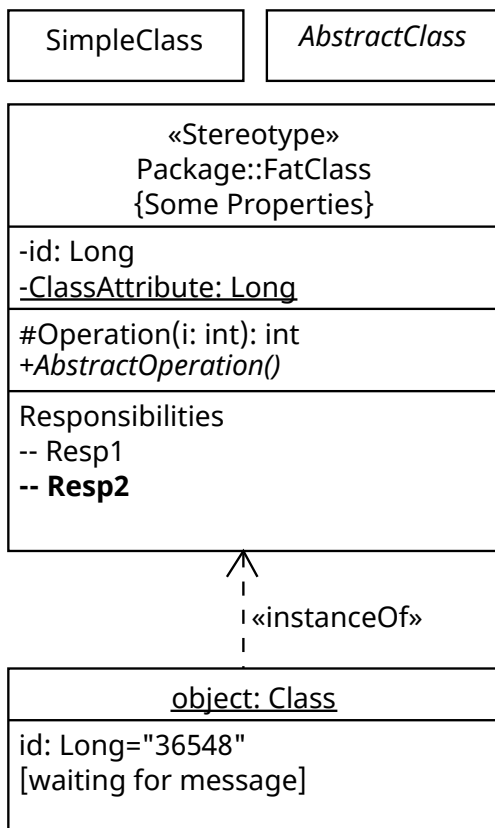 SimpleClass
AbstractClass
«Stereotype»
Package::FatClass
{Some Properties}
-id: Long
-ClassAttribute: Long
#Operation(i: int): int
+AbstractOperation()
Responsibilities
-- Resp1
-- Resp2
«instanceOf»
object: Class
id: Long="36548"
[waiting for message]